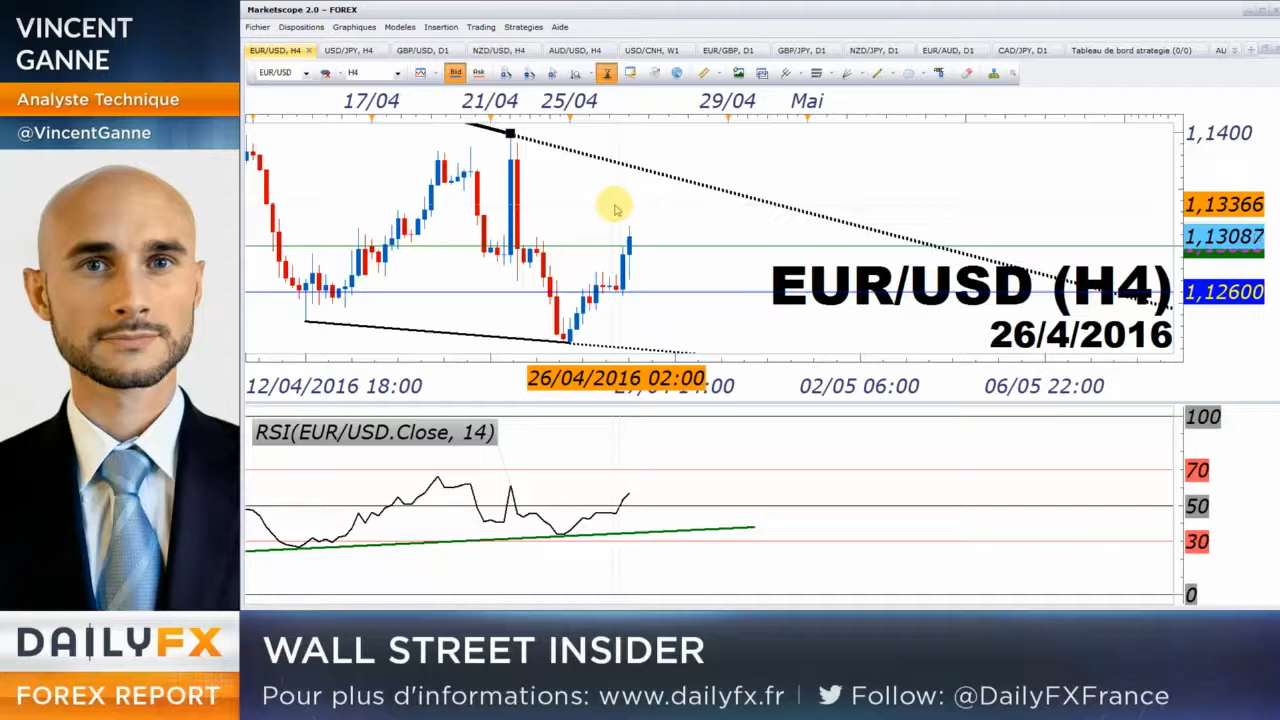 VINCENT
GANNE
Analyste Technique
@VincentGanne
Marketscope 2.0 – FOREX
Fichier Dispositions Graphiques Modeles Insertion Trading Strategies Aide
EUR/USD, H4 USD/JPY, H4 GBP/USD, D1 NZD/USD, H4 AUD/USD, H4 USD/CNH, W1 EUR/GBP, D1 GBP/JPY, D1 NZD/JPY, D1 EUR/AUD, D1 CAD/JPY, D1 Tableau de bord strategie (0/0) AU
EUR/USD H4 Bid Ask
17/04 21/04 25/04 29/04 Mai
1,1400
1,13366
1,13087
1,12600
EUR/USD (H4)
26/4/2016
12/04/2016 18:00 26/04/2016 02:00 02/05 06:00 06/05 22:00
RSI(EUR/USD.Close, 14)
100
70
50
30
0
DAILYFX
FOREX REPORT
WALL STREET INSIDER
Pour plus d'informations: www.dailyfx.fr | Follow: @DailyFXFrance